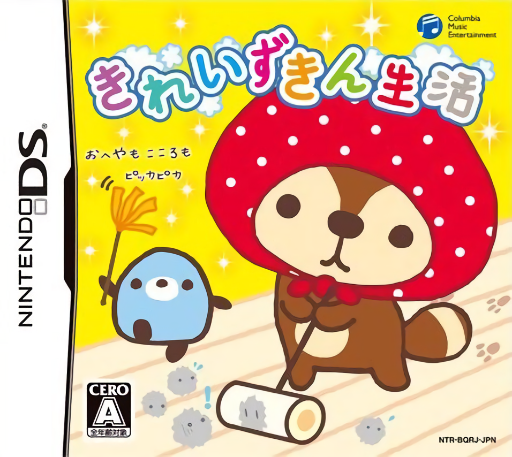 Columbia
Music
Entertainment
きれいずきん生活
おへやも こころも
ピッカピカ
NINTENDO DS®
CERO
A
全年齢対象
NTR-BQRJ-JPN